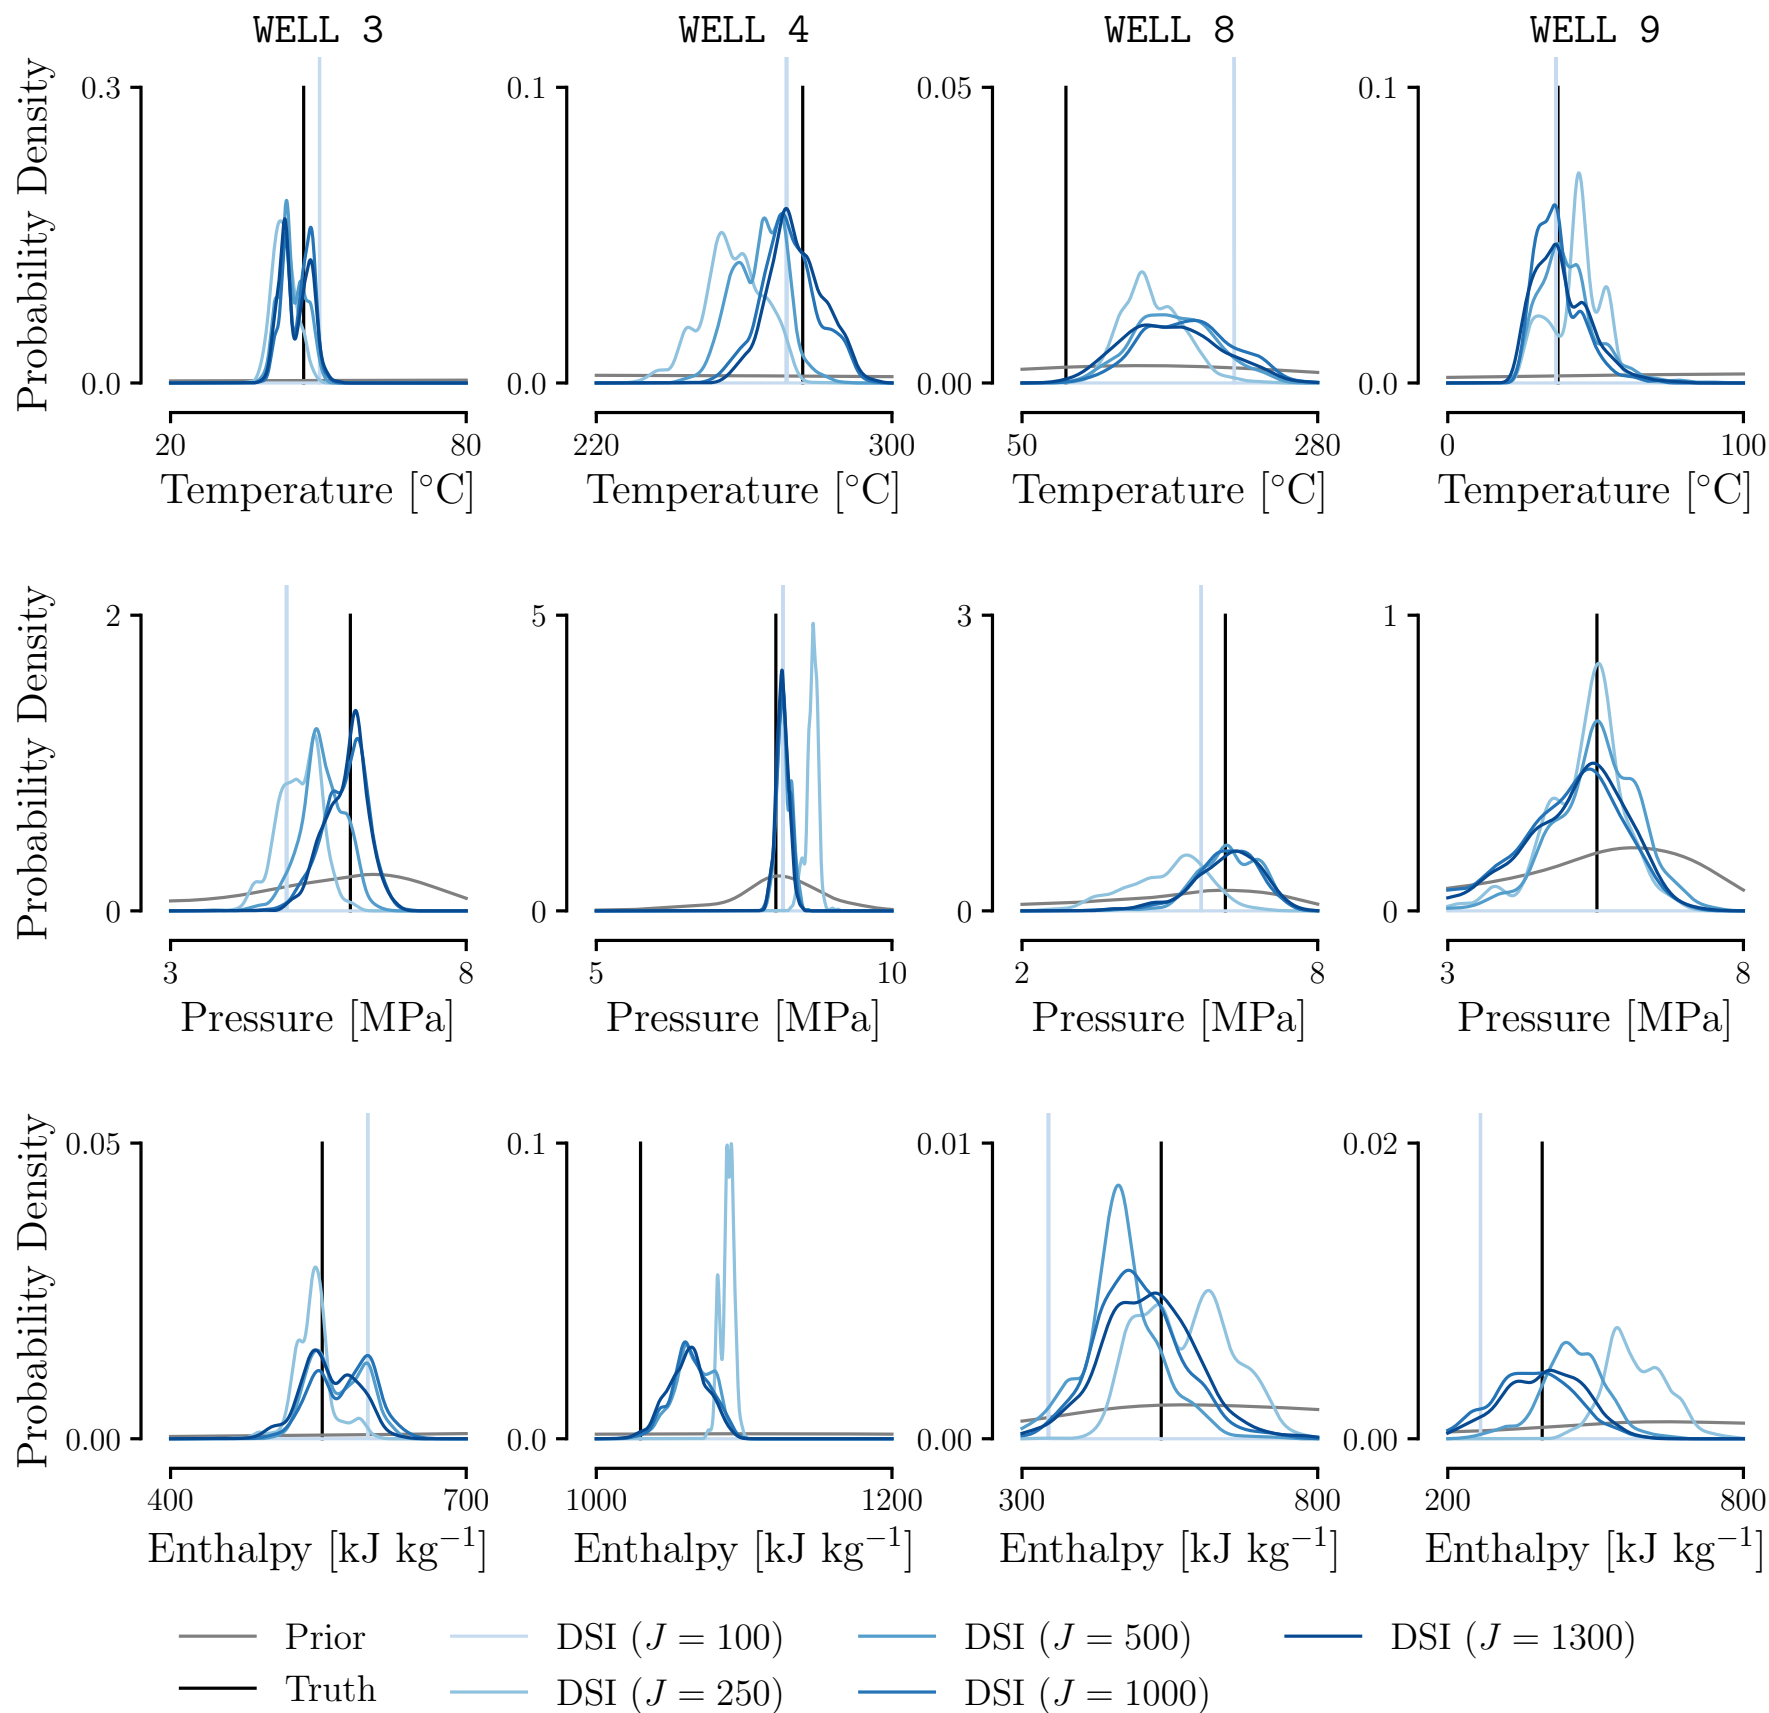 WELL 3 WELL 4 WELL 8 WELL 9
Probability Density
0.3
0.0
20 80
Temperature [°C]
0.1
0.0
220 300
Temperature [°C]
0.05
0.00
50 280
Temperature [°C]
0.1
0.0
0 100
Temperature [°C]
Probability Density
2
0
3 8
Pressure [MPa]
5
0
5 10
Pressure [MPa]
3
0
2 8
Pressure [MPa]
1
0
3 8
Pressure [MPa]
Probability Density
0.05
0.00
400 700
Enthalpy [kJ kg⁻¹]
0.1
0.0
1000 1200
Enthalpy [kJ kg⁻¹]
0.01
0.00
300 800
Enthalpy [kJ kg⁻¹]
0.02
0.00
200 800
Enthalpy [kJ kg⁻¹]
Prior DSI (J = 100) DSI (J = 500) DSI (J = 1300)
Truth DSI (J = 250) DSI (J = 1000)